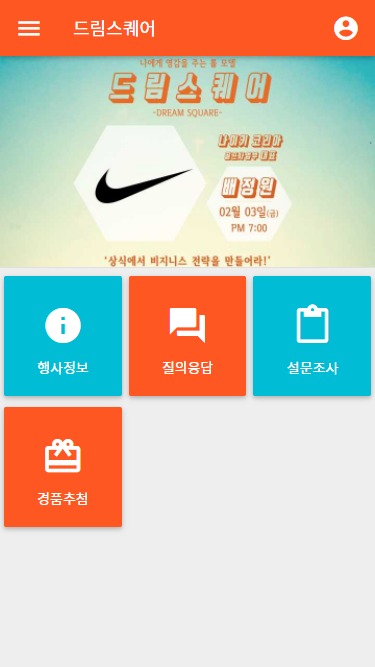 드림스퀘어
나에게 영감을 주는 롤 모델
드림스퀘어
-DREAM SQUARE-
나이키 코리아
배정원
02월 03일(금)
PM 7:00
'상식에서 비지니스 전략을 만들어라!'
행사정보
질의응답
설문조사
경품추첨